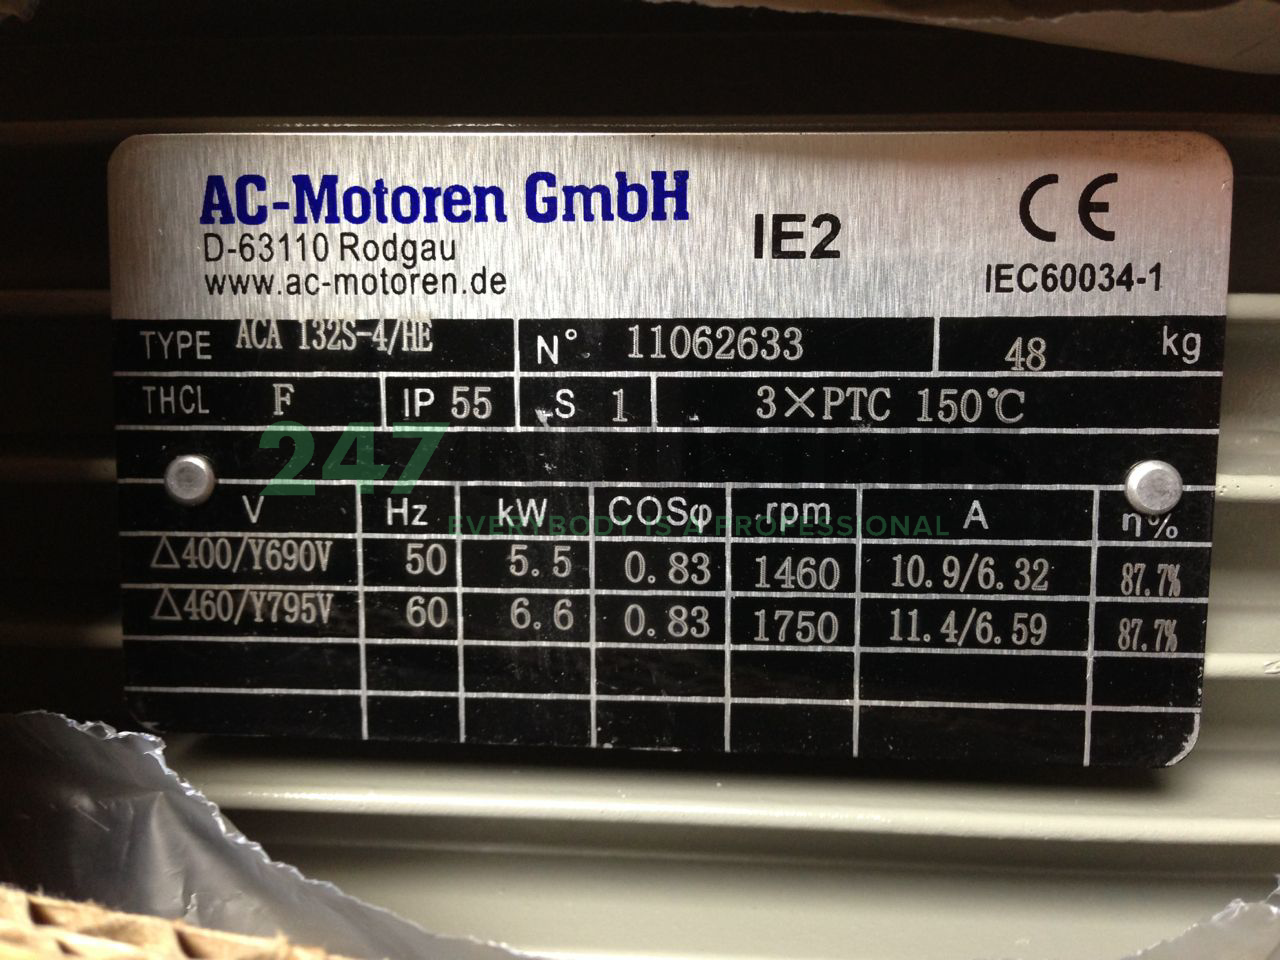 AC-Motoren GmbH
D-63110 Rodgau
www.ac-motoren.de
IE2
CE
IEC60034-1
TYPE ACA 132S-4/HE N° 11062633 48 kg
THCL F IP 55 -S 1 3×PTC 150℃
247
EVERYBODY IS A PROFESSIONAL
V Hz kW COSφ rpm A η%
△400/Y690V 50 5.5 0.83 1460 10.9/6.32 87.7%
△460/Y795V 60 6.6 0.83 1750 11.4/6.59 87.7%